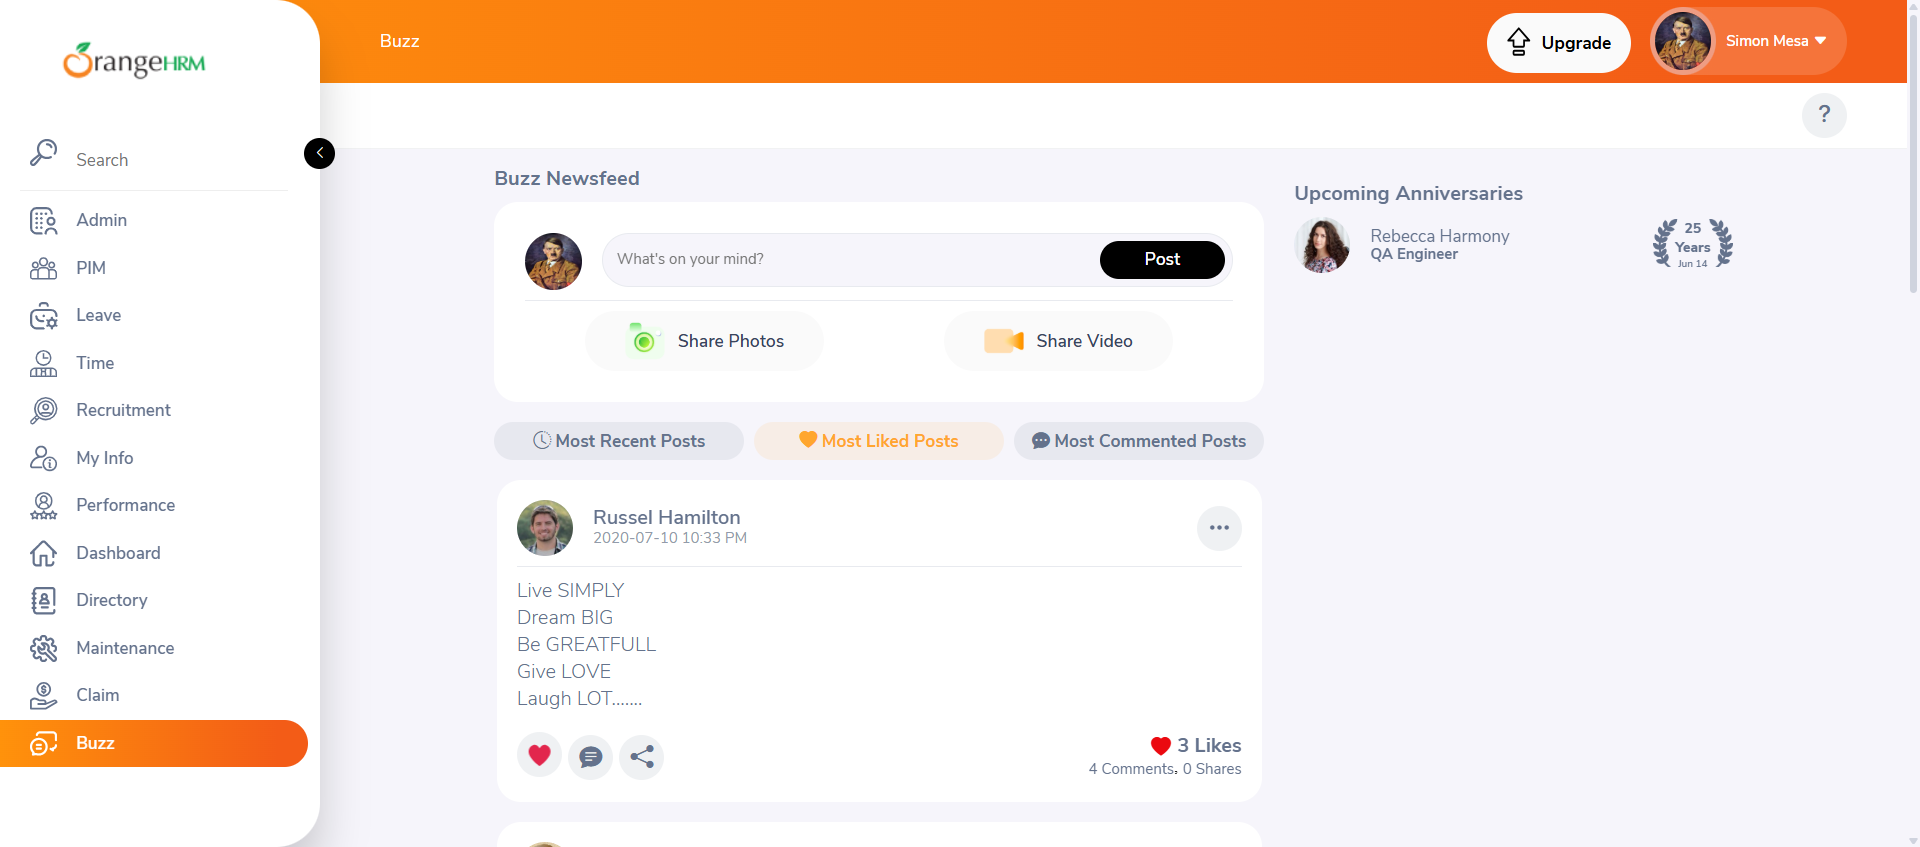 OrangeHRM
Search
Admin
PIM
Leave
Time
Recruitment
My Info
Performance
Dashboard
Directory
Maintenance
Claim
Buzz
Buzz
Upgrade
Simon Mesa
?
Buzz Newsfeed
What's on your mind?
Post
Share Photos
Share Video
Most Recent Posts
Most Liked Posts
Most Commented Posts
Russel Hamilton
2020-07-10 10:33 PM
Live SIMPLY
Dream BIG
Be GREATFULL
Give LOVE
Laugh LOT.......
3 Likes
4 Comments, 0 Shares
Upcoming Anniversaries
Rebecca Harmony
QA Engineer
25
Years
Jun 14